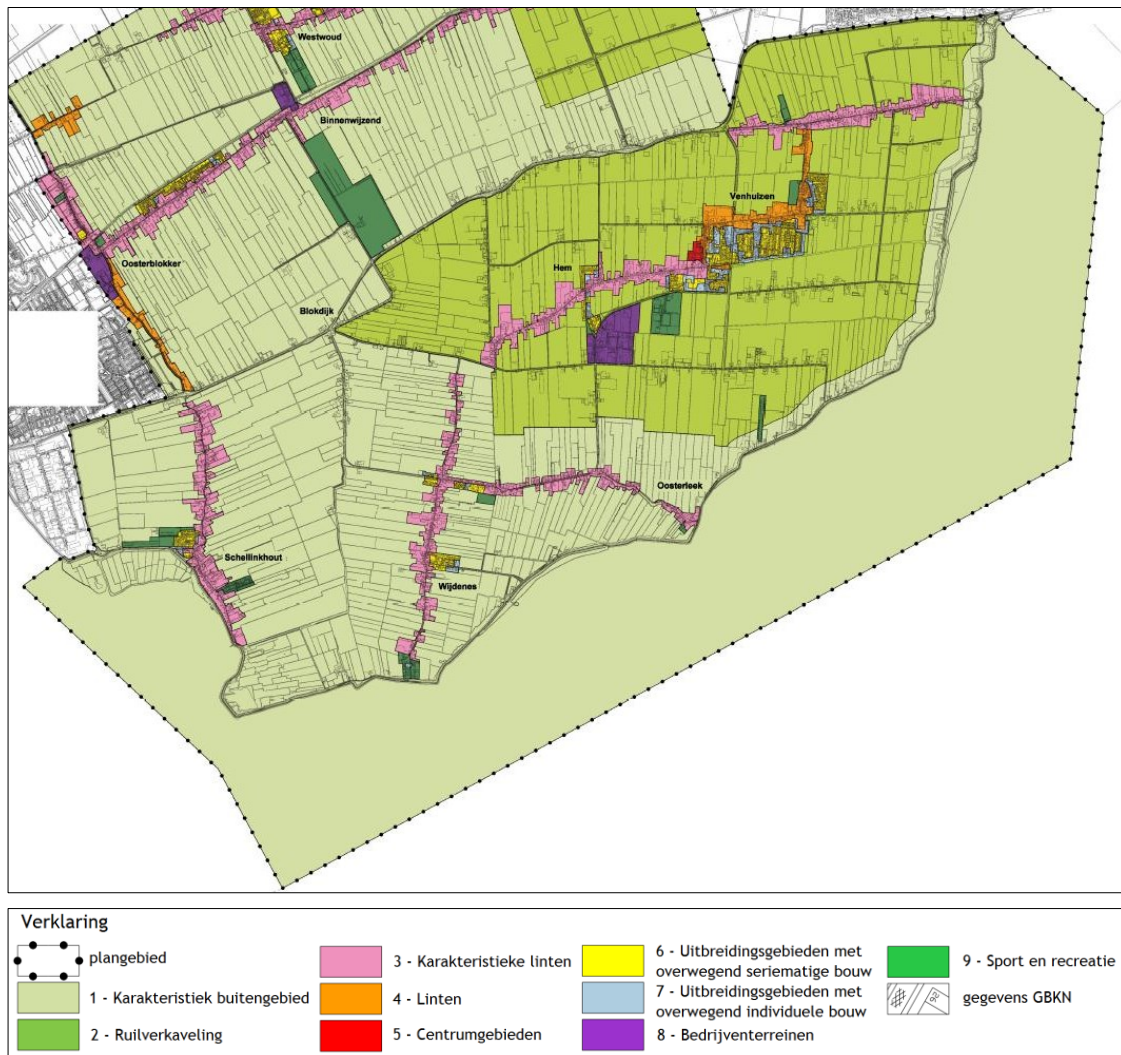 Westwoud
Binnenwijzend
Venhuizen
Oosterblokker
Hem
Blokdijk
Oosterleek
Schellinkhout
Wijdenes
Verklaring
plangebied
1 - Karakteristiek buitengebied
2 - Ruilverkaveling
3 - Karakteristieke linten
4 - Linten
5 - Centrumgebieden
6 - Uitbreidingsgebieden met
overwegend seriematige bouw
7 - Uitbreidingsgebieden met
overwegend individuele bouw
8 - Bedrijventerreinen
9 - Sport en recreatie
92
gegevens GBKN